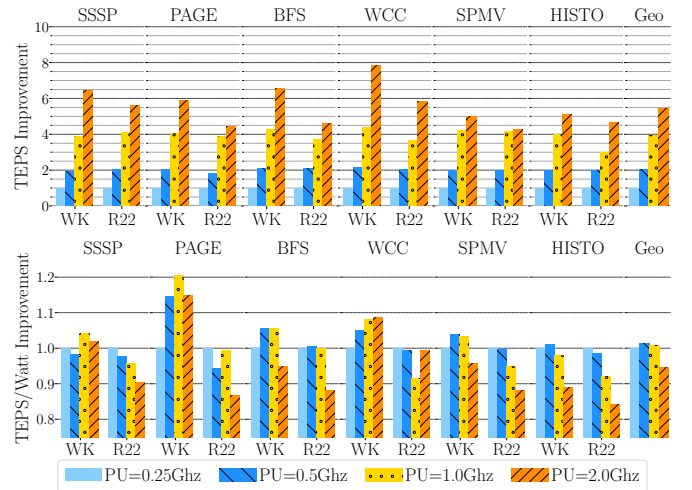 SSSP PAGE BFS WCC SPMV HISTO Geo
TEPS Improvement
10
8
6
4
2
0
WK R22 WK R22 WK R22 WK R22 WK R22 WK R22
SSSP PAGE BFS WCC SPMV HISTO Geo
TEPS/Watt Improvement
1.2
1.1
1.0
0.9
0.8
WK R22 WK R22 WK R22 WK R22 WK R22 WK R22
PU=0.25Ghz PU=0.5Ghz PU=1.0Ghz PU=2.0Ghz